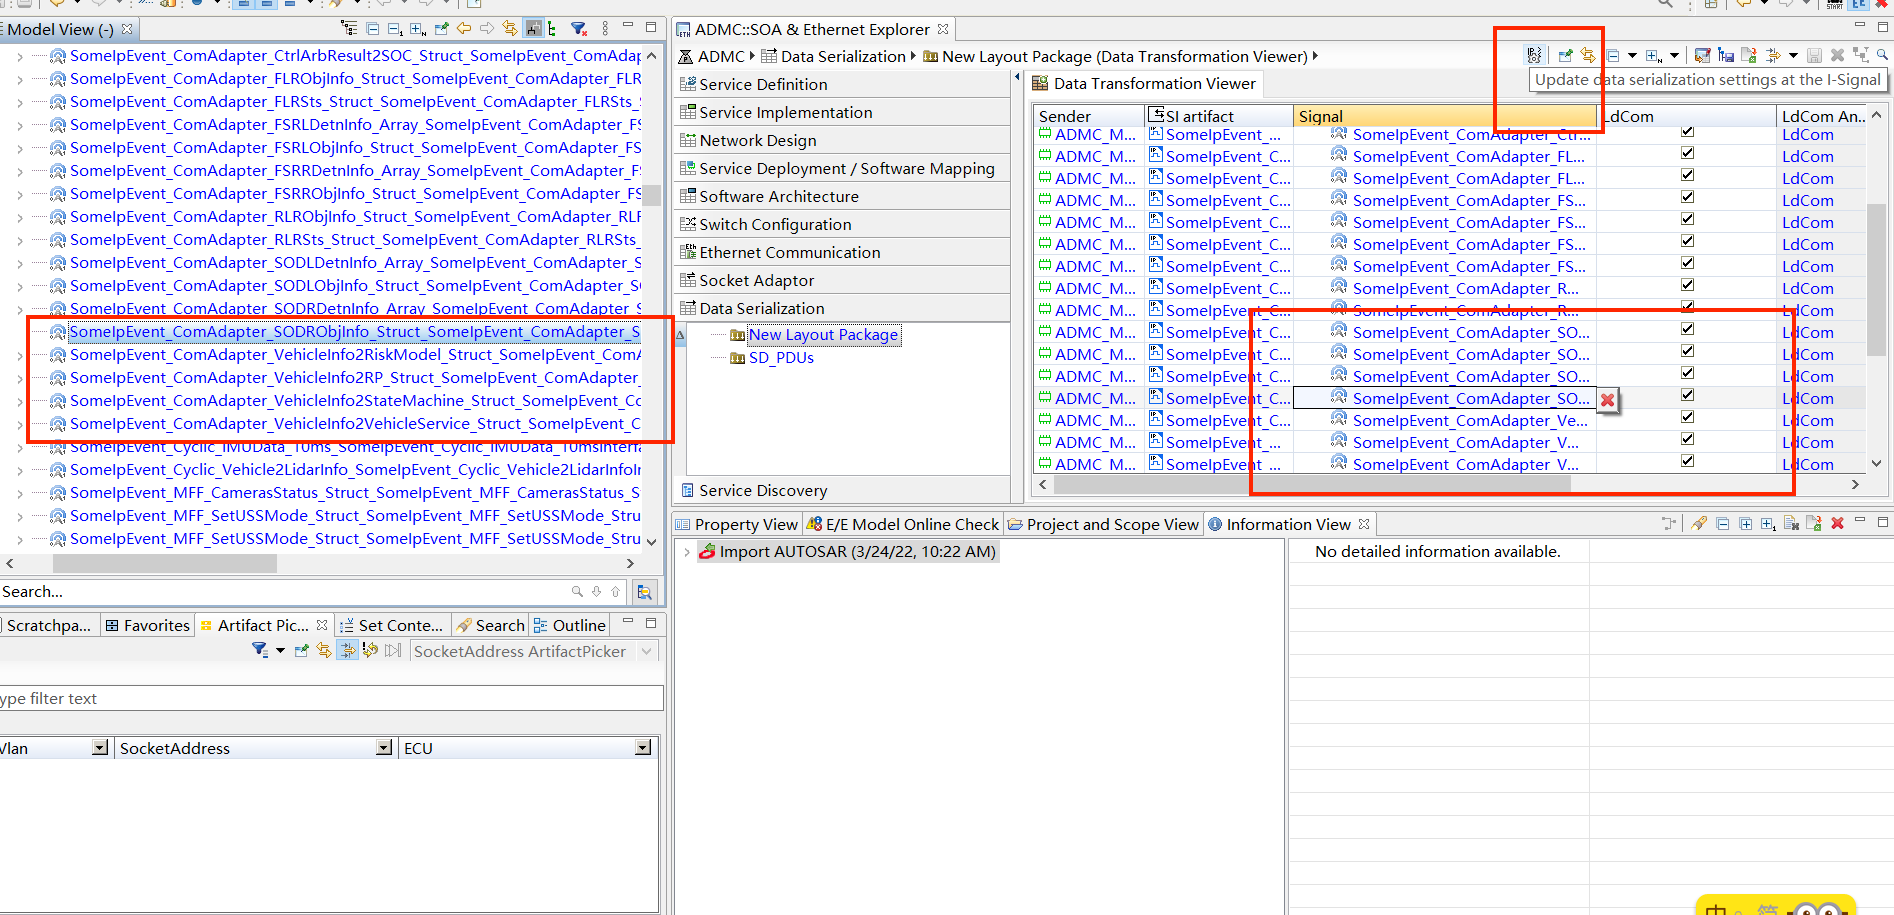 Model View (-)
SomeIpEvent_ComAdapter_CtrlArbResult2SOC_Struct_SomeIpEvent_ComAdap
SomeIpEvent_ComAdapter_FLRObjInfo_Struct_SomeIpEvent_ComAdapter_FLR
SomeIpEvent_ComAdapter_FLRSts_Struct_SomeIpEvent_ComAdapter_FLRSts_
SomeIpEvent_ComAdapter_FSRLDetnInfo_Array_SomeIpEvent_ComAdapter_FS
SomeIpEvent_ComAdapter_FSRLObjInfo_Struct_SomeIpEvent_ComAdapter_FS
SomeIpEvent_ComAdapter_FSRRDetnInfo_Array_SomeIpEvent_ComAdapter_FS
SomeIpEvent_ComAdapter_FSRRObjInfo_Struct_SomeIpEvent_ComAdapter_FS
SomeIpEvent_ComAdapter_RLRObjInfo_Struct_SomeIpEvent_ComAdapter_RLF
SomeIpEvent_ComAdapter_RLRSts_Struct_SomeIpEvent_ComAdapter_RLRSts_
SomeIpEvent_ComAdapter_SODLDetnInfo_Array_SomeIpEvent_ComAdapter_S
SomeIpEvent_ComAdapter_SODLObjInfo_Struct_SomeIpEvent_ComAdapter_SC
SomeIpEvent_ComAdapter_SODRDetnInfo_Array_SomeIpEvent_ComAdapter_S
SomeIpEvent_ComAdapter_SODRObjInfo_Struct_SomeIpEvent_ComAdapter_S
SomeIpEvent_ComAdapter_VehicleInfo2RiskModel_Struct_SomeIpEvent_ComA
SomeIpEvent_ComAdapter_VehicleInfo2RP_Struct_SomeIpEvent_ComAdapter_
SomeIpEvent_ComAdapter_VehicleInfo2StateMachine_Struct_SomeIpEvent_Co
SomeIpEvent_ComAdapter_VehicleInfo2VehicleService_Struct_SomeIpEvent_C
SomeIpEvent_Cyclic_IMUData_10ms_SomeIpEvent_Cyclic_IMUData_10msInterfa
SomeIpEvent_Cyclic_Vehicle2LidarInfo_SomeIpEvent_Cyclic_Vehicle2LidarInfoIn
SomeIpEvent_MFF_CamerasStatus_Struct_SomeIpEvent_MFF_CamerasStatus_S
SomeIpEvent_MFF_SetUSSMode_Struct_SomeIpEvent_MFF_SetUSSMode_Stru
SomeIpEvent_MFF_SetUSSMode_Struct_SomeIpEvent_MFF_SetUSSMode_Stru
Search...
Scratchpa... Favorites Artifact Pic... Set Conte... Search Outline
SocketAddress ArtifactPicker
ype filter text
Vlan SocketAddress ECU
ADMC::SOA & Ethernet Explorer
ADMC Data Serialization New Layout Package (Data Transformation Viewer)
Update data serialization settings at the I-Signal
Service Definition
Service Implementation
Network Design
Service Deployment / Software Mapping
Software Architecture
Switch Configuration
Ethernet Communication
Socket Adaptor
Data Serialization
New Layout Package
SD_PDUs
Service Discovery
Data Transformation Viewer
Sender SI artifact Signal LdCom LdCom An..
ADMC_M... SomeIpEvent_... SomeIpEvent_ComAdapter_Ctr... LdCom
ADMC_M... SomeIpEvent_C... SomeIpEvent_ComAdapter_FL... LdCom
ADMC_M... SomeIpEvent_C... SomeIpEvent_ComAdapter_FL... LdCom
ADMC_M... SomeIpEvent_C... SomeIpEvent_ComAdapter_FS... LdCom
ADMC_M... SomeIpEvent_C... SomeIpEvent_ComAdapter_FS... LdCom
ADMC_M... SomeIpEvent_C... SomeIpEvent_ComAdapter_FS... LdCom
ADMC_M... SomeIpEvent_C... SomeIpEvent_ComAdapter_FS... LdCom
ADMC_M... SomeIpEvent_C... SomeIpEvent_ComAdapter_R... LdCom
ADMC_M... SomeIpEvent_C... SomeIpEvent_ComAdapter_R... LdCom
ADMC_M... SomeIpEvent_C... SomeIpEvent_ComAdapter_SO... LdCom
ADMC_M... SomeIpEvent_C... SomeIpEvent_ComAdapter_SO... LdCom
ADMC_M... SomeIpEvent_C... SomeIpEvent_ComAdapter_SO... LdCom
ADMC_M... SomeIpEvent_C... SomeIpEvent_ComAdapter_SO... LdCom
ADMC_M... SomeIpEvent_C... SomeIpEvent_ComAdapter_Ve... LdCom
ADMC_M... SomeIpEvent_... SomeIpEvent_ComAdapter_V... LdCom
ADMC_M... SomeIpEvent_... SomeIpEvent_ComAdapter_V... LdCom
Property View E/E Model Online Check Project and Scope View Information View
Import AUTOSAR (3/24/22, 10:22 AM)
No detailed information available.